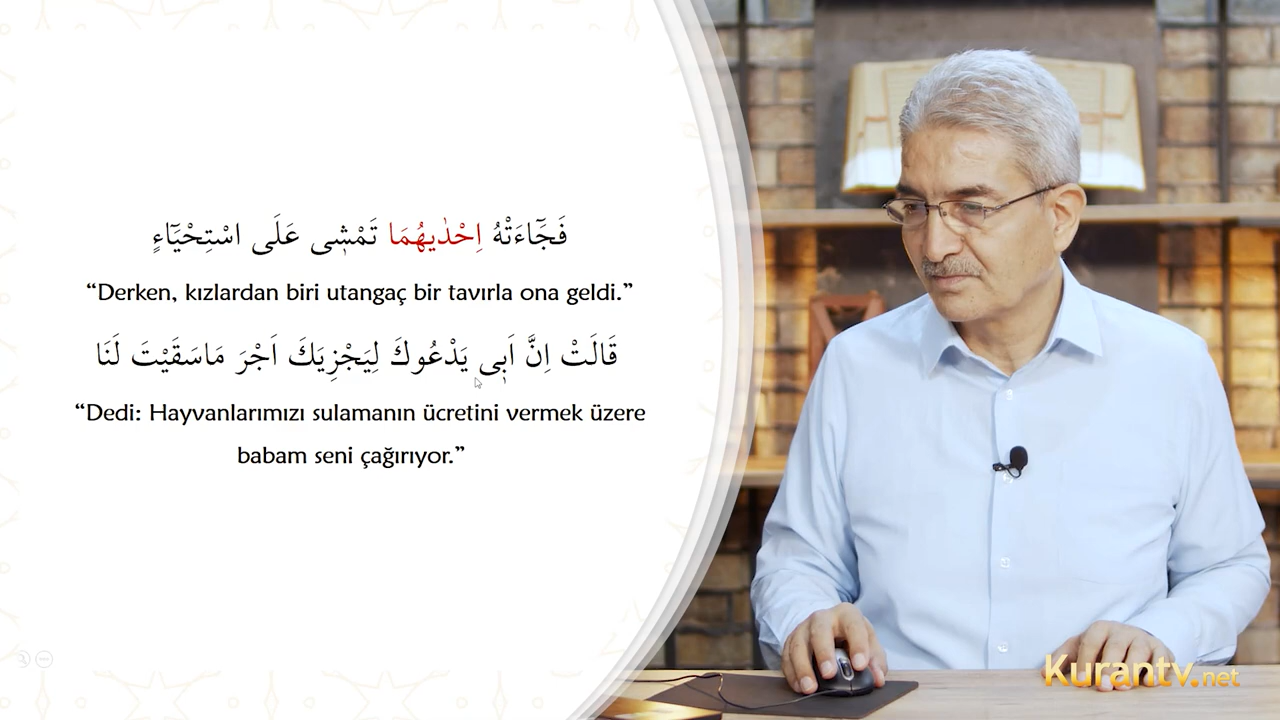 فَجَٓاءَتْهُ اِحْدٰيهُمَا تَمْشٖى عَلَى اسْتِحْيَٓاءٍ
“Derken, kızlardan biri utangaç bir tavırla ona geldi.”
قَالَتْ اِنَّ اَبٖى يَدْعُوكَ لِيَجْزِيَكَ اَجْرَ مَاسَقَيْتَ لَنَا
“Dedi: Hayvanlarımızı sulamanın ücretini vermek üzere
babam seni çağırıyor.”
Kurantv.net